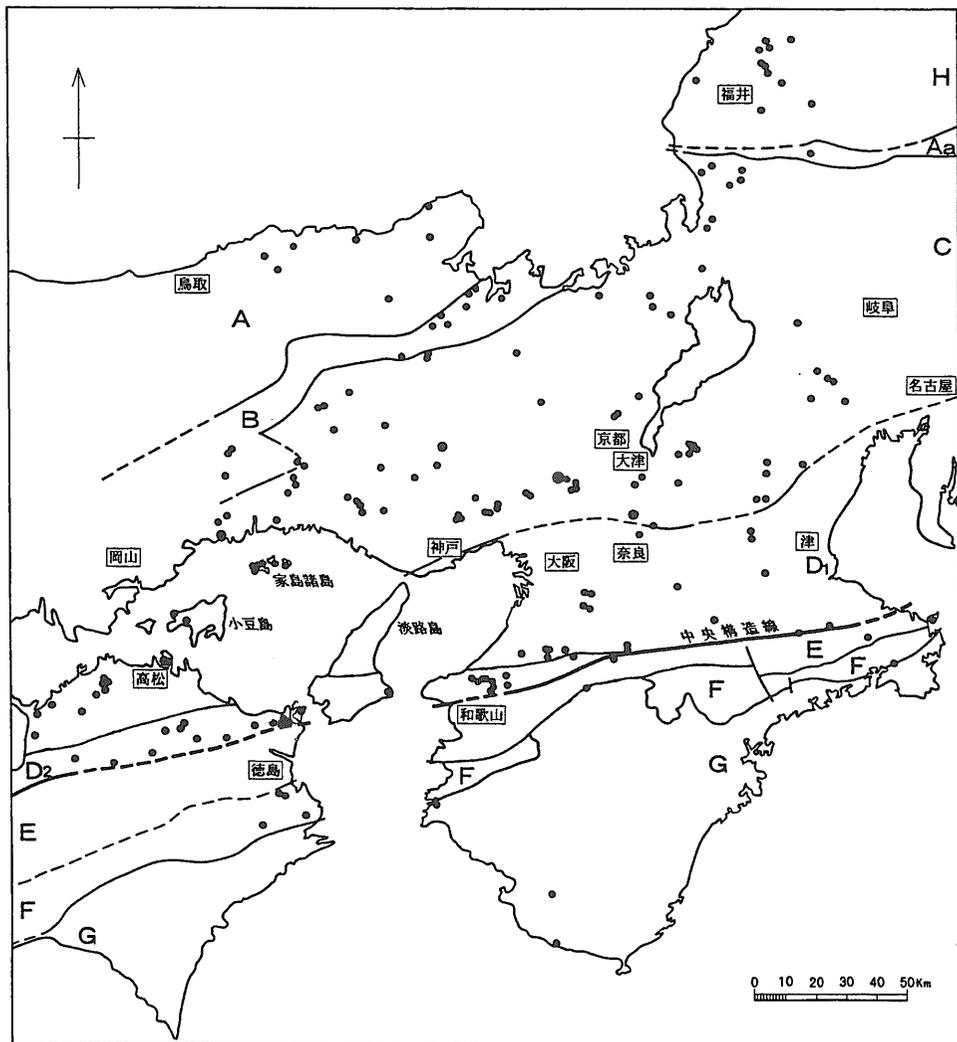 福井
H
Aa
C
鳥取
A
岐阜
名古屋
B
京都
大津
神戸
大阪
奈良
津
D1
岡山
家島諸島
小豆島
淡路島
中央構造線
E
F
高松
和歌山
F
D2
徳島
G
F
E
F
G
0 10 20 30 40 50Km